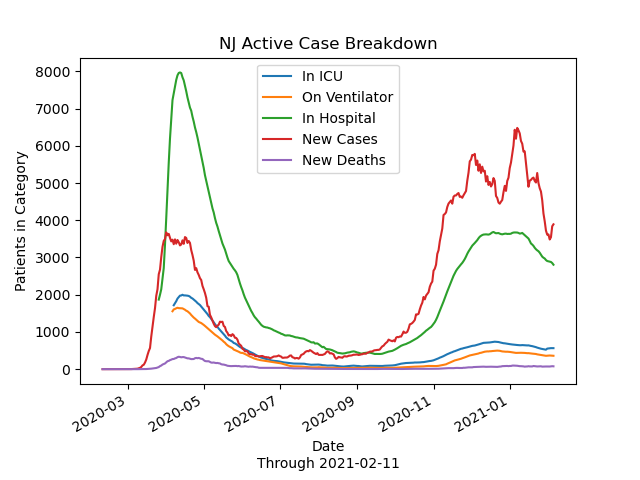 NJ Active Case Breakdown
In ICU
On Ventilator
In Hospital
New Cases
New Deaths
Patients in Category
8000
7000
6000
5000
4000
3000
2000
1000
0
2020-03
2020-05
2020-07
2020-09
2020-11
2021-01
Date
Through 2021-02-11